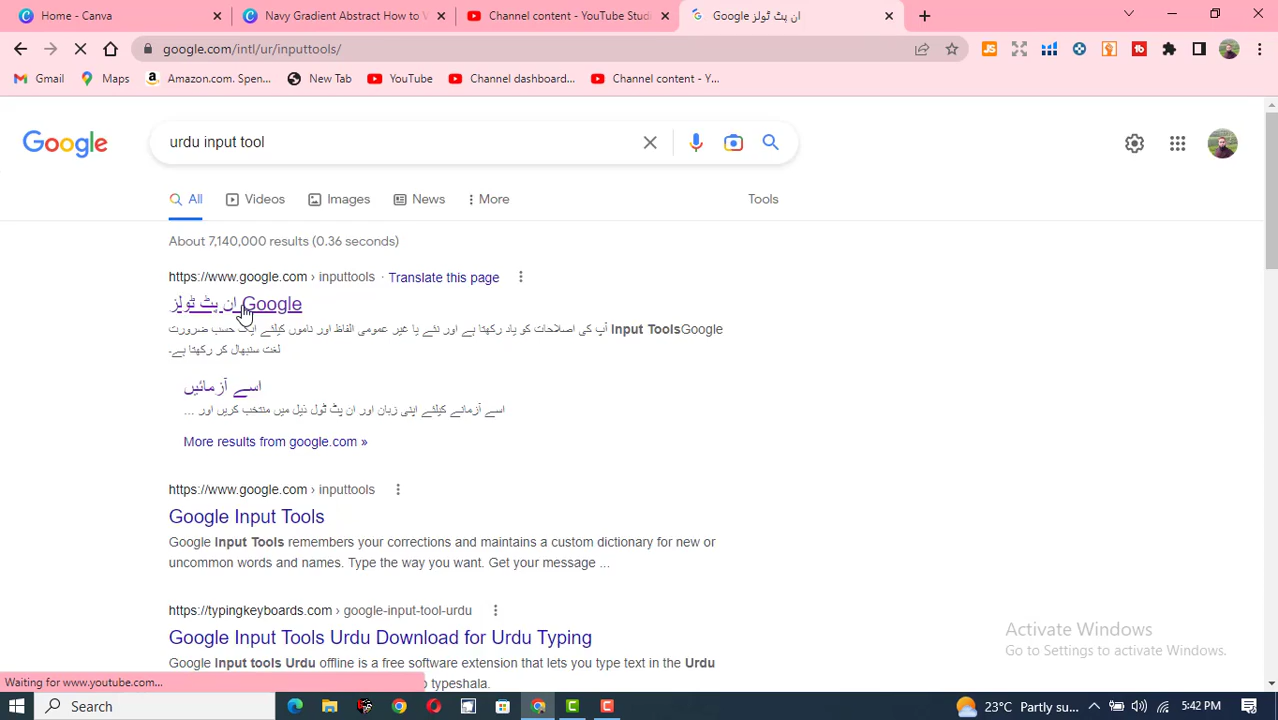 Home - Canva
Navy Gradient Abstract How to V
Channel content - YouTube Studi
Google ان پٹ ٹولز
google.com/intl/ur/inputtools/
Gmail
Maps
Amazon.com. Spen...
New Tab
YouTube
Channel dashboard...
Channel content - Y...
Google
urdu input tool
All
Videos
Images
News
More
Tools
About 7,140,000 results (0.36 seconds)
https://www.google.com › inputtools · Translate this page
Google ان پٹ ٹولز
Input ToolsGoogle آپ کی اصلاحات کو یاد رکھتا ہے اور نئے یا غیر عمومی الفاظ اور ناموں کیلئے ایک حسب ضرورت
لغت سنبھال کر رکھتا ہے۔
اسے آزمائیں
اسے آزمانے کیلئے اپنی زبان اور ان پٹ ٹول ذیل میں منتخب کریں اور ...
More results from google.com »
https://www.google.com › inputtools
Google Input Tools
Google Input Tools remembers your corrections and maintains a custom dictionary for new or
uncommon words and names. Type the way you want. Get your message ...
https://typingkeyboards.com › google-input-tool-urdu
Google Input Tools Urdu Download for Urdu Typing
Google Input tools Urdu offline is a free software extension that lets you type text in the Urdu
typeshala.
Activate Windows
Go to Settings to activate Windows.
Waiting for www.youtube.com...
Search
23°C Partly su...
5:42 PM